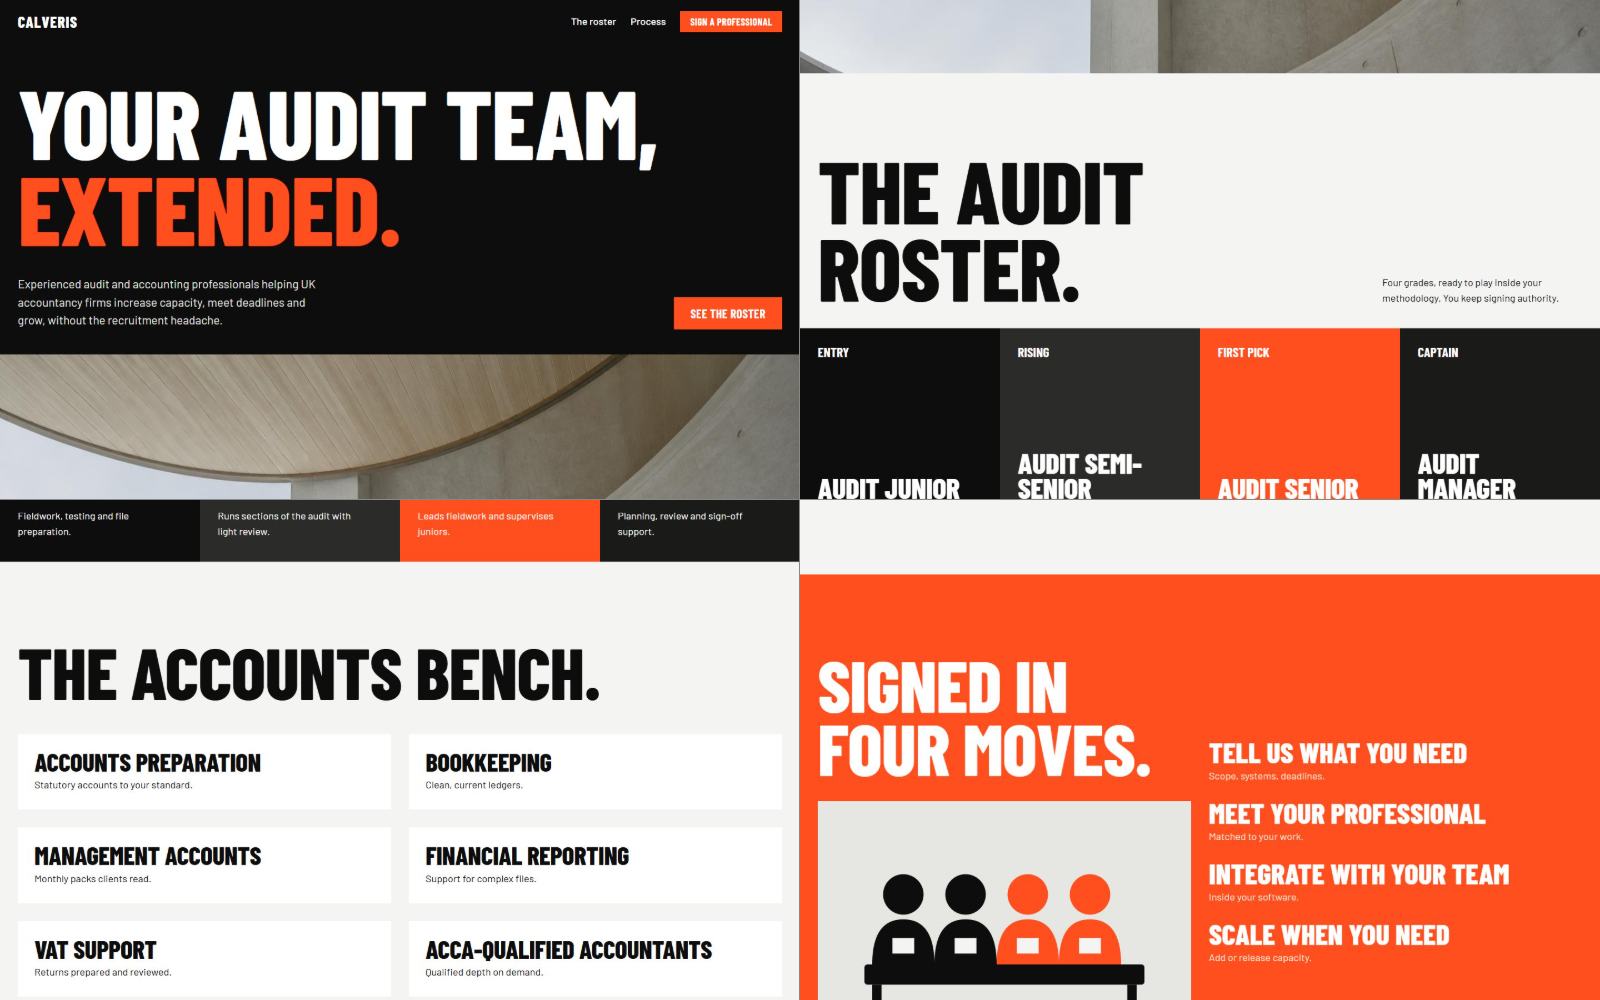 CALVERIS
The roster
Process
SIGN A PROFESSIONAL
YOUR AUDIT TEAM,
EXTENDED.
Experienced audit and accounting professionals helping UK
accountancy firms increase capacity, meet deadlines and
grow, without the recruitment headache.
SEE THE ROSTER
THE AUDIT
ROSTER.
Four grades, ready to play inside your
methodology. You keep signing authority.
ENTRY
AUDIT JUNIOR
RISING
AUDIT SEMI-
SENIOR
FIRST PICK
AUDIT SENIOR
CAPTAIN
AUDIT
MANAGER
Fieldwork, testing and file
preparation.
Runs sections of the audit with
light review.
Leads fieldwork and supervises
juniors.
Planning, review and sign-off
support.
THE ACCOUNTS BENCH.
ACCOUNTS PREPARATION
Statutory accounts to your standard.
BOOKKEEPING
Clean, current ledgers.
MANAGEMENT ACCOUNTS
Monthly packs clients read.
FINANCIAL REPORTING
Support for complex files.
VAT SUPPORT
Returns prepared and reviewed.
ACCA-QUALIFIED ACCOUNTANTS
Qualified depth on demand.
SIGNED IN
FOUR MOVES.
TELL US WHAT YOU NEED
Scope, systems, deadlines.
MEET YOUR PROFESSIONAL
Matched to your work.
INTEGRATE WITH YOUR TEAM
Inside your software.
SCALE WHEN YOU NEED
Add or release capacity.